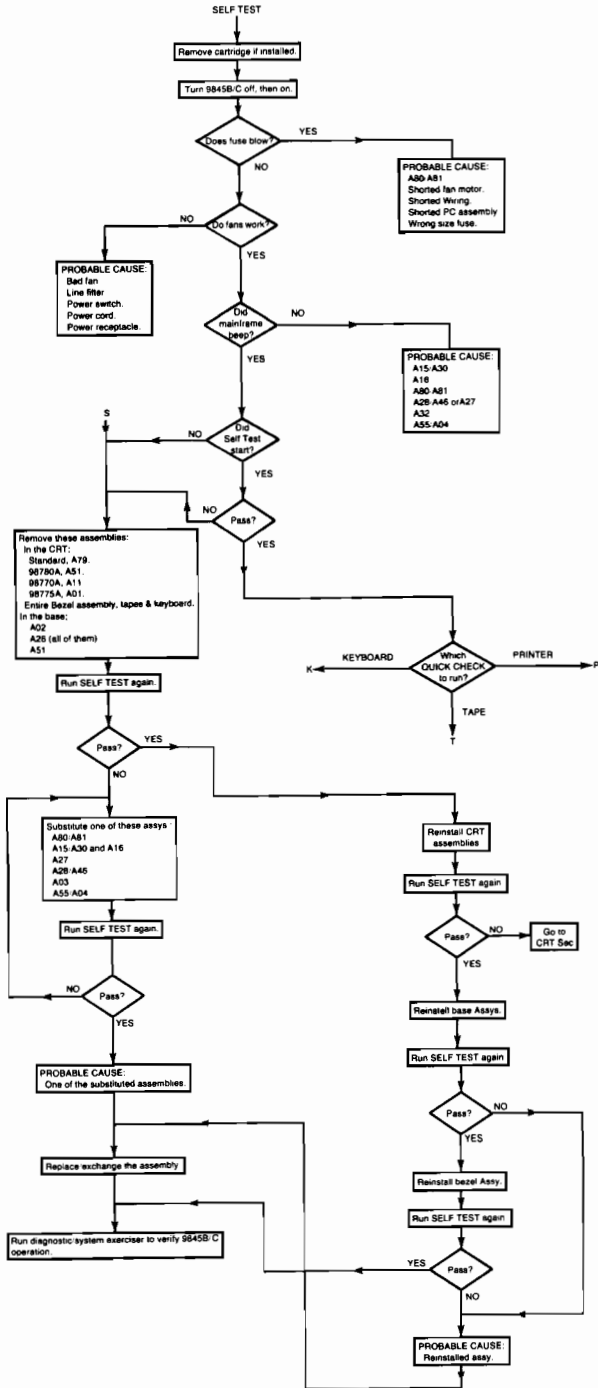 SELF TEST
Remove cartridge if installed.
Turn 9845B/C off, then on.
Does fuse blow?
YES
NO
PROBABLE CAUSE:
A80-A81
Shorted fan motor.
Shorted Wiring.
Shorted PC assembly
Wrong size fuse.
Do fans work?
NO
YES
PROBABLE CAUSE:
Bad fan
Line filter
Power switch.
Power cord.
Power receptacle.
Did
mainframe
beep?
NO
YES
PROBABLE CAUSE:
A15/A30
A16
A80-A81
A28-A46 or A27
A32
A55/A04
S
Did
Self Test
start?
NO
YES
Pass?
NO
YES
Remove these assemblies:
In the CRT;
Standard, A79.
98780A, A51.
98770A, A11
98775A, A01.
Entire Bezel assembly, tapes & keyboard.
In the base;
A02
A26 (all of them)
A51
Which
QUICK CHECK
to run?
KEYBOARD
K
PRINTER
P
TAPE
T
Run SELF TEST again.
Pass?
YES
NO
Substitute one of these assys :
A80/A81
A15/A30 and A16
A27
A28/A46
A03
A55/A04
Run SELF TEST again.
Pass?
NO
YES
PROBABLE CAUSE:
One of the substituted assemblies.
Replace/exchange the assembly
Run diagnostic/system exerciser to verify 9845B/C
operation.
Reinstall CRT
assemblies
Run SELF TEST again
Pass?
NO
Go to
CRT Sec
YES
Reinstall base Assys.
Run SELF TEST again
Pass?
NO
YES
Reinstall bezel Assy.
Run SELF TEST again
Pass?
YES
NO
PROBABLE CAUSE:
Reinstalled assy.